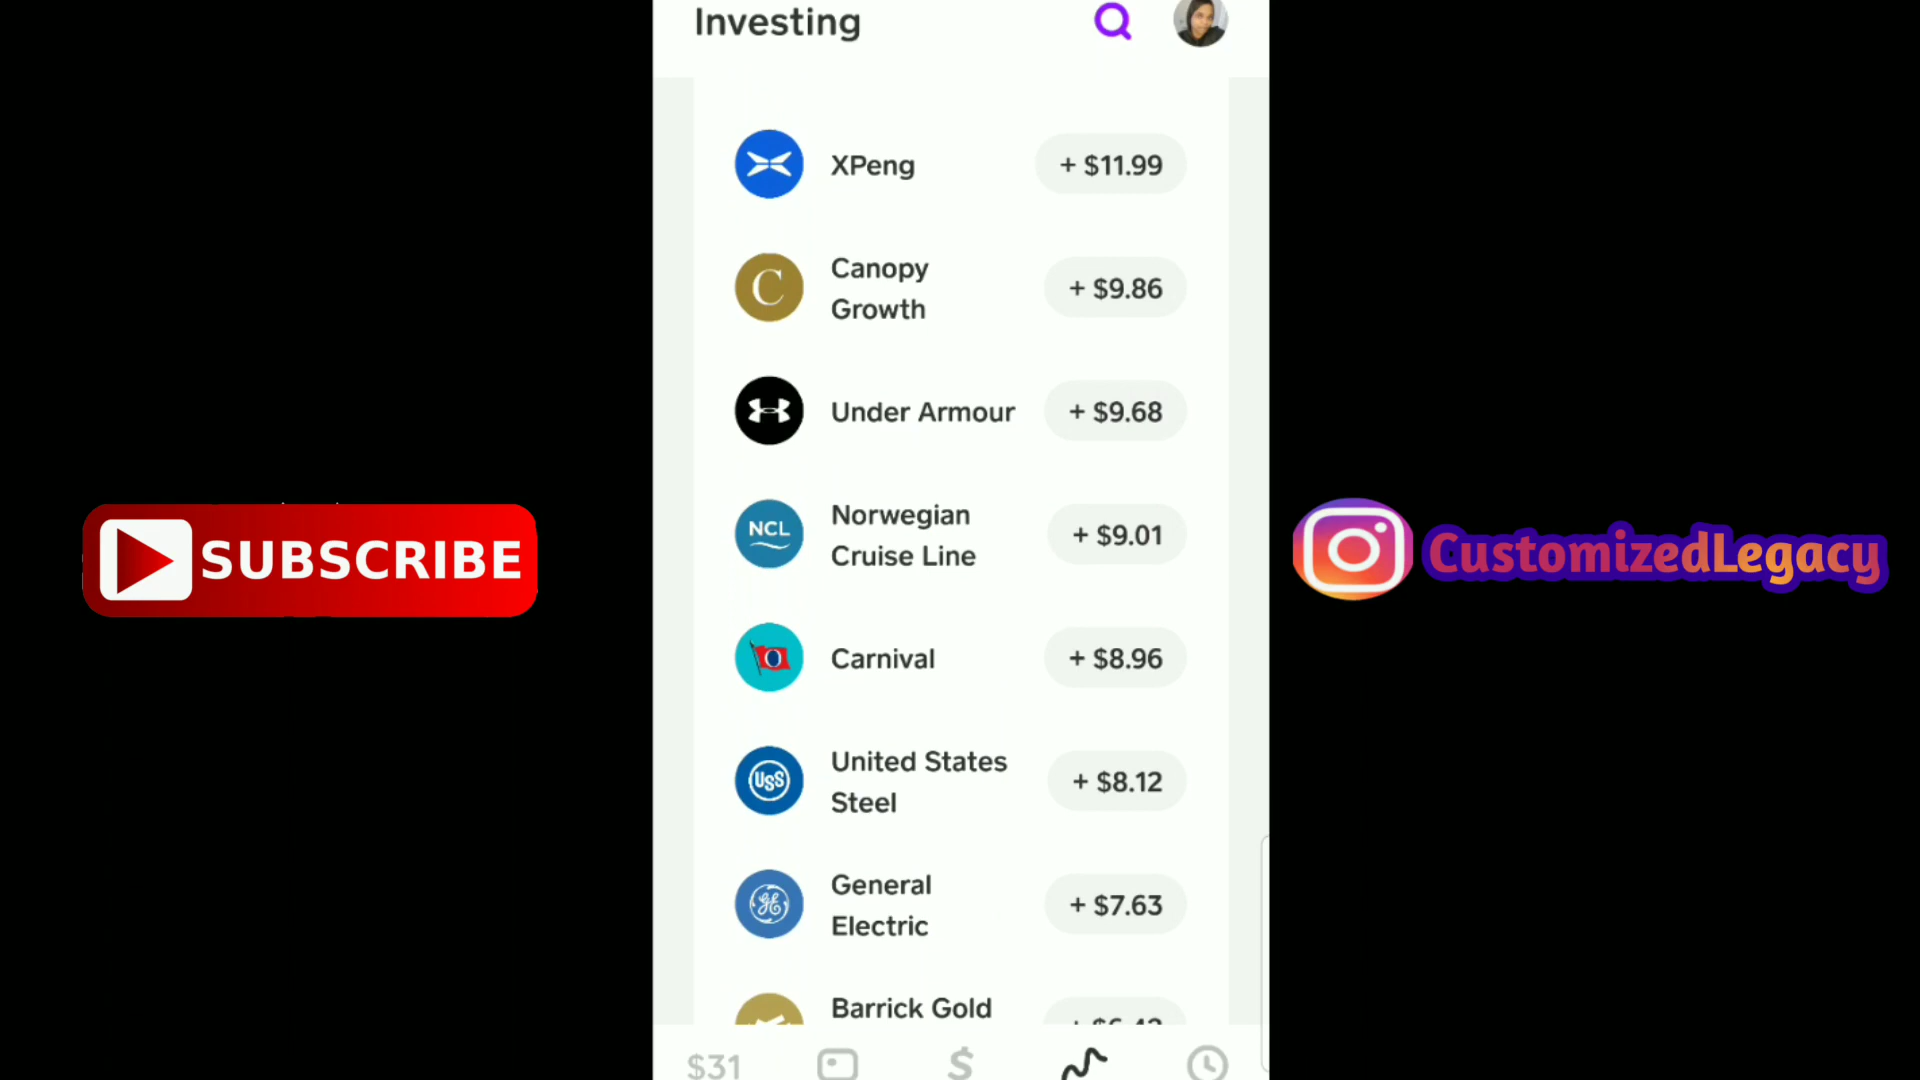 Investing
XPeng
+ $11.99
C
Canopy
Growth
+ $9.86
Under Armour
+ $9.68
NCL
Norwegian
Cruise Line
+ $9.01
Carnival
+ $8.96
USS
United States
Steel
+ $8.12
GE
General
Electric
+ $7.63
Barrick Gold
$31
$
SUBSCRIBE
CustomizedLegacy